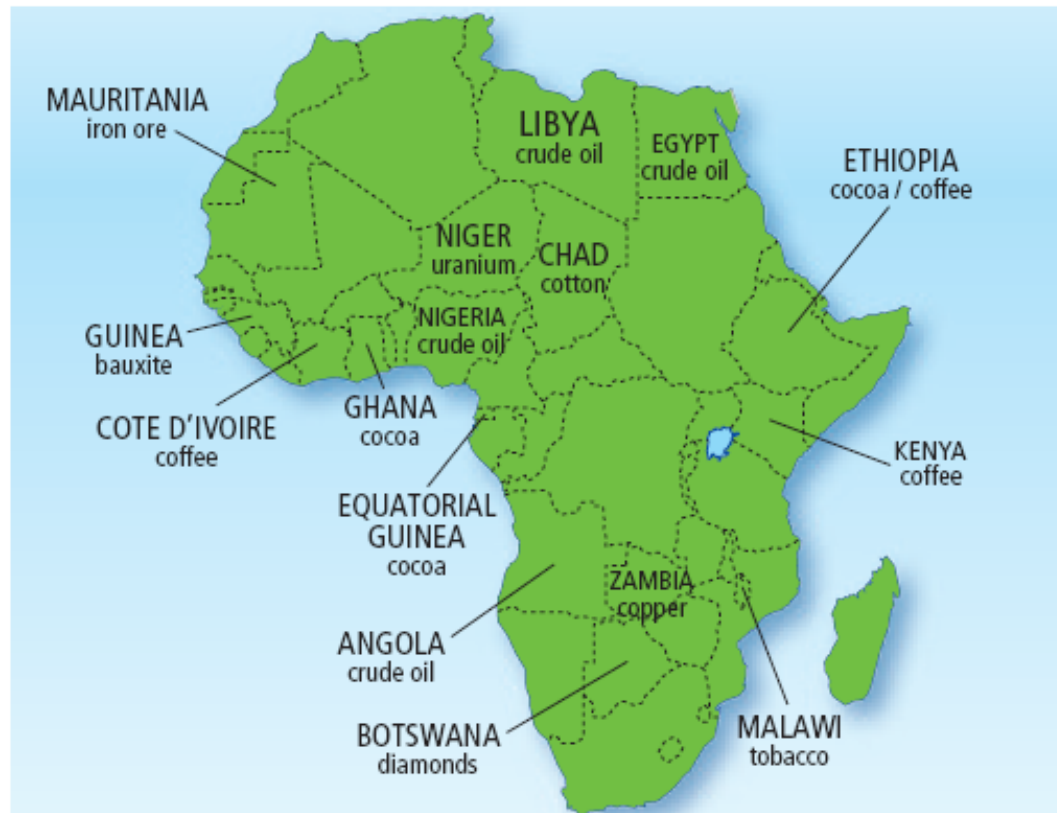 MAURITANIA
iron ore
LIBYA
crude oil
EGYPT
crude oil
ETHIOPIA
cocoa / coffee
NIGER
uranium
CHAD
cotton
NIGERIA
crude oil
GUINEA
bauxite
COTE D'IVOIRE
coffee
GHANA
cocoa
KENYA
coffee
EQUATORIAL
GUINEA
cocoa
ZAMBIA
copper
ANGOLA
crude oil
BOTSWANA
diamonds
MALAWI
tobacco